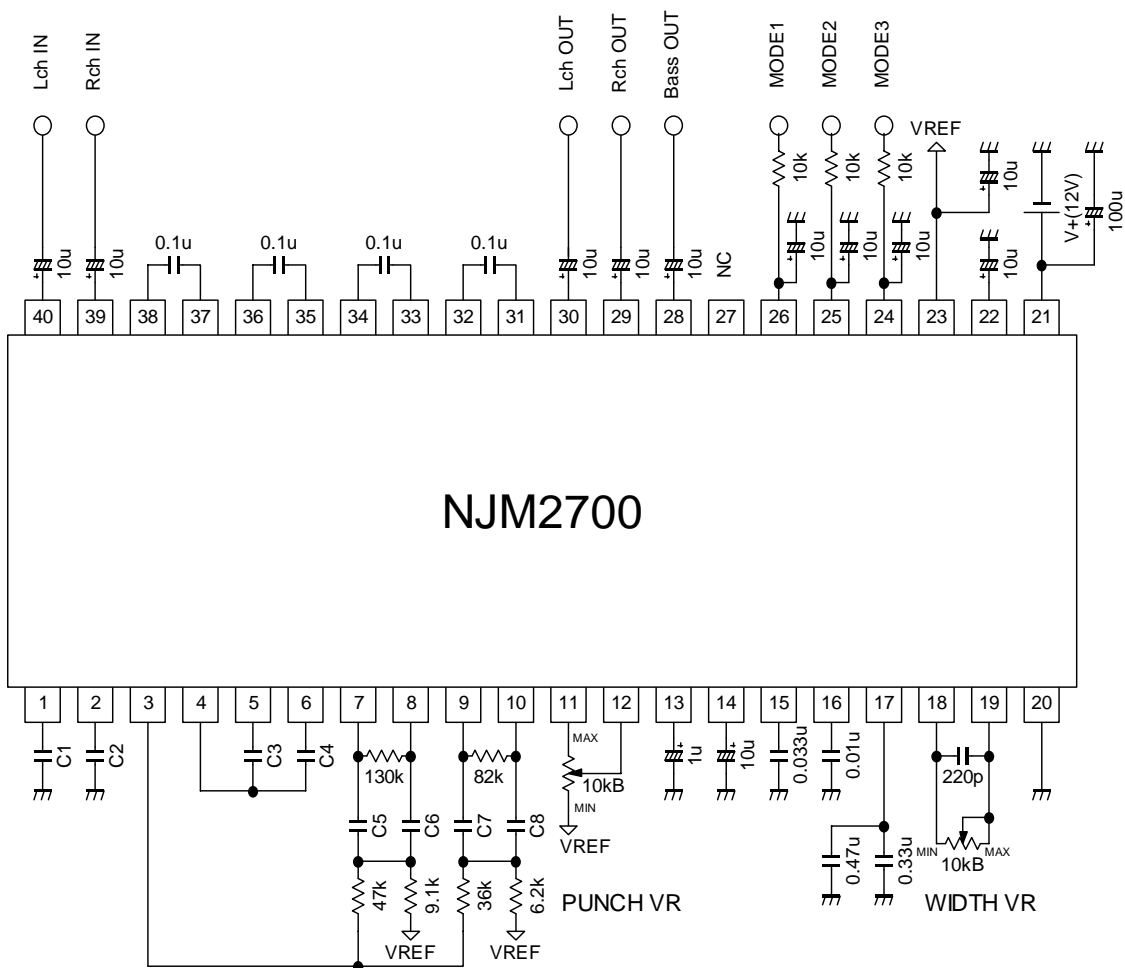 Lch IN
Rch IN
Lch OUT
Rch OUT
Bass OUT
MODE1
MODE2
MODE3
VREF
10k
10k
10k
10u
V+(12V)
100u
10u
10u
0.1u
0.1u
0.1u
0.1u
10u
10u
10u
NC
10u
10u
10u
10u
40
39
38
37
36
35
34
33
32
31
30
29
28
27
26
25
24
23
22
21
NJM2700
1
2
3
4
5
6
7
8
9
10
11
12
13
14
15
16
17
18
19
20
C1
C2
C3
C4
130k
82k
MAX
10kB
MIN
VREF
1u
10u
0.033u
0.01u
220p
C5
C6
C7
C8
0.47u
0.33u
MIN
10kB
MAX
47k
9.1k
36k
6.2k
PUNCH VR
WIDTH VR
VREF
VREF